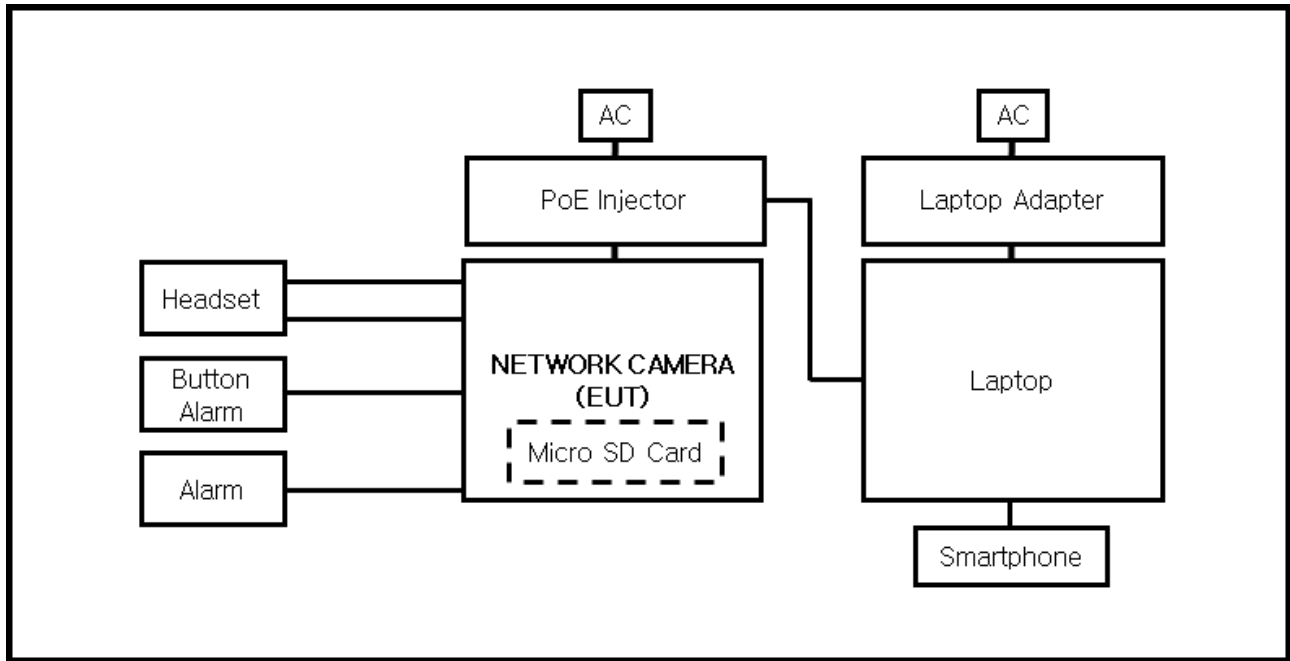 AC
AC
PoE Injector
Laptop Adapter
Headset
NETWORK CAMERA
(EUT)
Button
Alarm
Laptop
Micro SD Card
Alarm
Smartphone